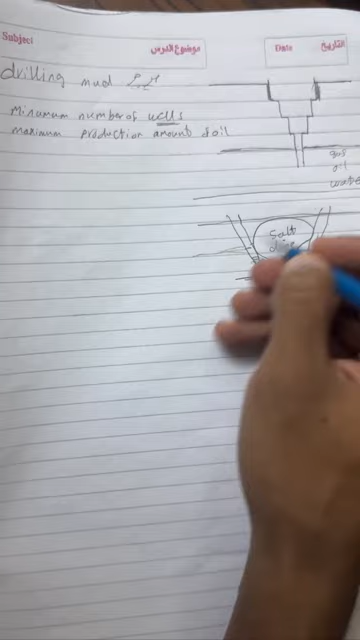 Subject
موضوع الدرس
Date
التاريخ
drilling mud
Minumum number of wells
maximum production amount of oil
gas
oil
water
Salt